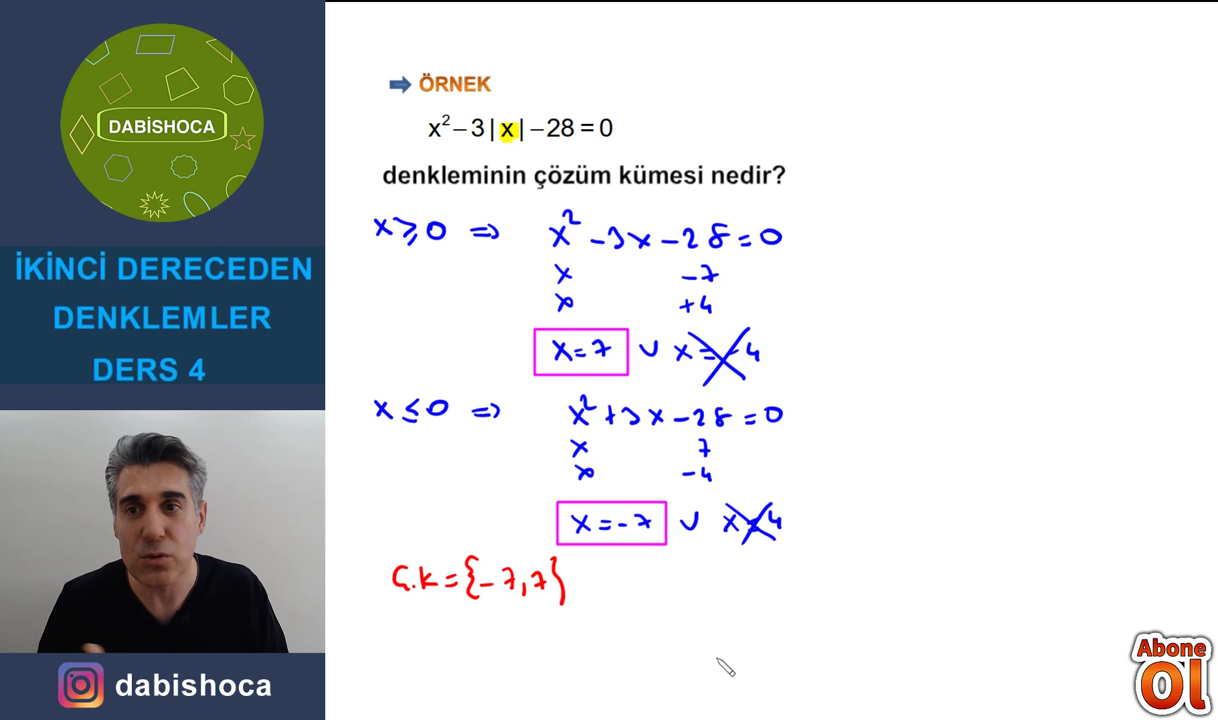 DABİSHOCA
İKİNCİ DERECEDEN
DENKLEMLER
DERS 4
dabishoca
ÖRNEK
x² – 3 | x | – 28 = 0
denkleminin çözüm kümesi nedir?
x ≥ 0 ⇒ x² - 3x - 28 = 0
x -7
x +4
x = 7 ∨ x = -4
x ≤ 0 ⇒ x² + 3x - 28 = 0
x 7
x -4
x = -7 ∨ x = 4
Ç.K = {-7, 7}
Abone
Ol